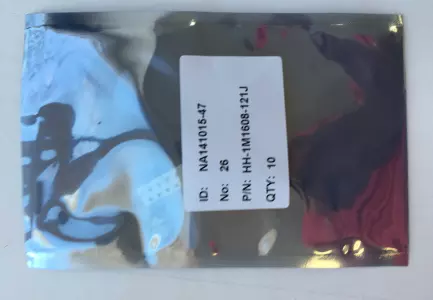 ID: NA141015-47
No: 26
P/N: HH-1M1608-121J
QTY: 10